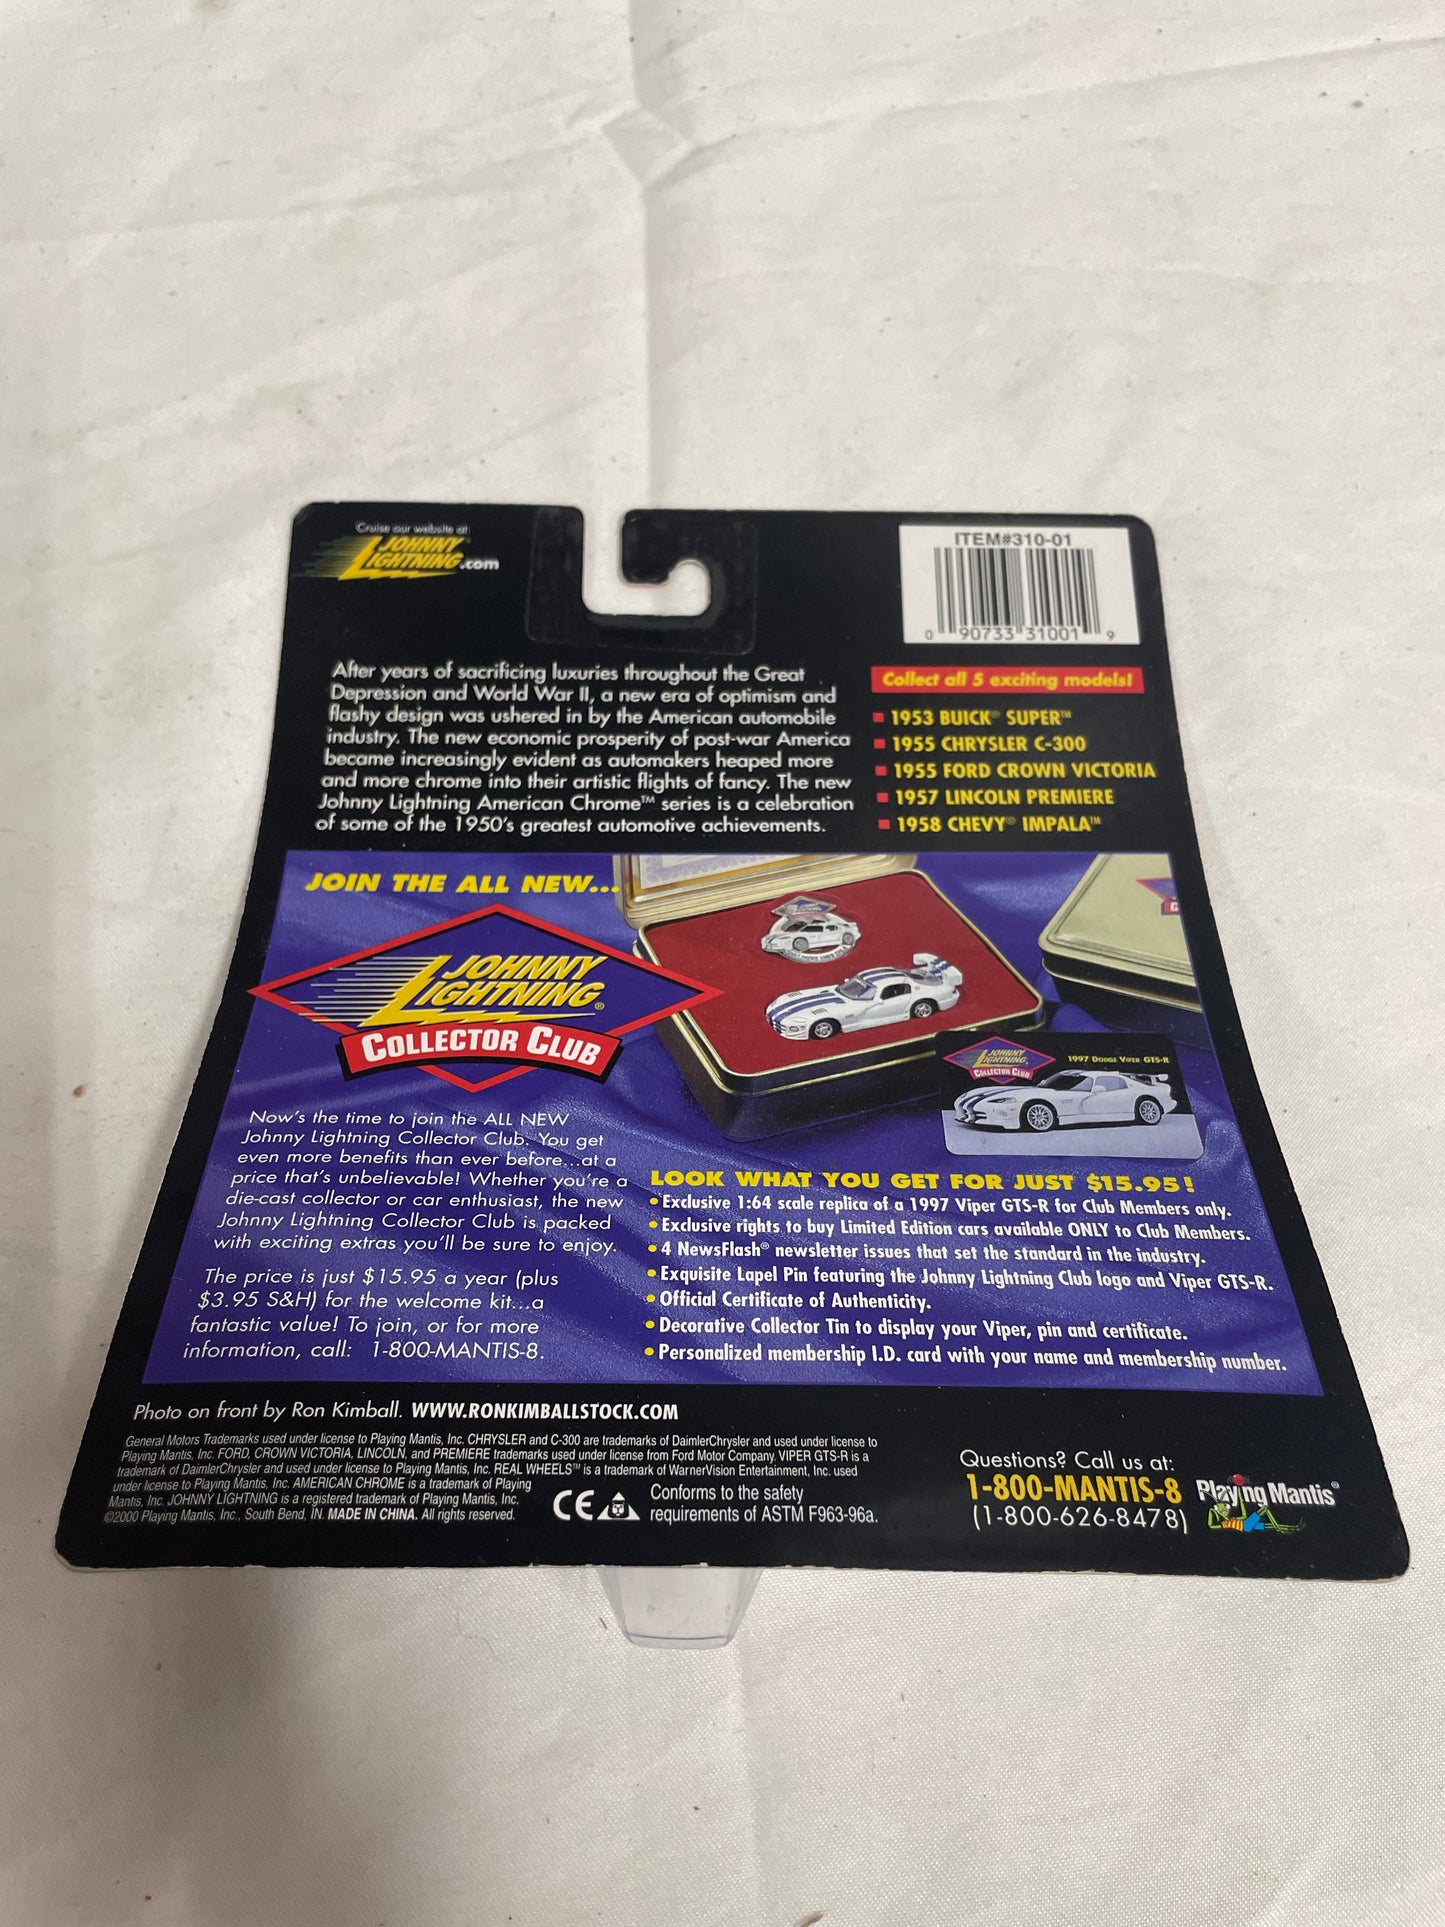 Cruise our website at:
JOHNNY
LIGHTNING.com
ITEM#310-01
0 90733 31001 9
After years of sacrificing luxuries throughout the Great
Depression and World War II, a new era of optimism and
flashy design was ushered in by the American automobile
industry. The new economic prosperity of post-war America
became increasingly evident as automakers heaped more
and more chrome into their artistic flights of fancy. The new
Johnny Lightning American Chrome™ series is a celebration
of some of the 1950's greatest automotive achievements.
Collect all 5 exciting models!
1953 BUICK® SUPER™
1955 CHRYSLER C-300
1955 FORD CROWN VICTORIA
1957 LINCOLN PREMIERE
1958 CHEVY® IMPALA™
JOIN THE ALL NEW...
JOHNNY
LIGHTNING®
COLLECTOR CLUB
JOHNNY
LIGHTNING
COLLECTOR CLUB
1997 DODGE VIPER GTS-R
Now's the time to join the ALL NEW
Johnny Lightning Collector Club. You get
even more benefits than ever before...at a
price that's unbelievable! Whether you're a
die-cast collector or car enthusiast, the new
Johnny Lightning Collector Club is packed
with exciting extras you'll be sure to enjoy.
The price is just $15.95 a year (plus
$3.95 S&H) for the welcome kit...a
fantastic value! To join, or for more
information, call: 1-800-MANTIS-8.
LOOK WHAT YOU GET FOR JUST $15.95!
• Exclusive 1:64 scale replica of a 1997 Viper GTS-R for Club Members only.
• Exclusive rights to buy Limited Edition cars available ONLY to Club Members.
• 4 NewsFlash® newsletter issues that set the standard in the industry.
• Exquisite Lapel Pin featuring the Johnny Lightning Club logo and Viper GTS-R.
• Official Certificate of Authenticity.
• Decorative Collector Tin to display your Viper, pin and certificate.
• Personalized membership I.D. card with your name and membership number.
Photo on front by Ron Kimball. WWW.RONKIMBALLSTOCK.COM
General Motors Trademarks used under license to Playing Mantis, Inc. CHRYSLER and C-300 are trademarks of DaimlerChrysler and used under license to
Playing Mantis, Inc. FORD, CROWN VICTORIA, LINCOLN, and PREMIERE trademarks used under license from Ford Motor Company. VIPER GTS-R is a
trademark of DaimlerChrysler and used under license to Playing Mantis, Inc. REAL WHEELS™ is a trademark of WarnerVision Entertainment, Inc. used
under license to Playing Mantis, Inc. AMERICAN CHROME is a trademark of Playing
Mantis, Inc. JOHNNY LIGHTNING is a registered trademark of Playing Mantis, Inc.
©2000 Playing Mantis, Inc., South Bend, IN. MADE IN CHINA. All rights reserved.
CE
Conforms to the safety
requirements of ASTM F963-96a.
Questions? Call us at:
1-800-MANTIS-8
(1-800-626-8478)
Playing Mantis®